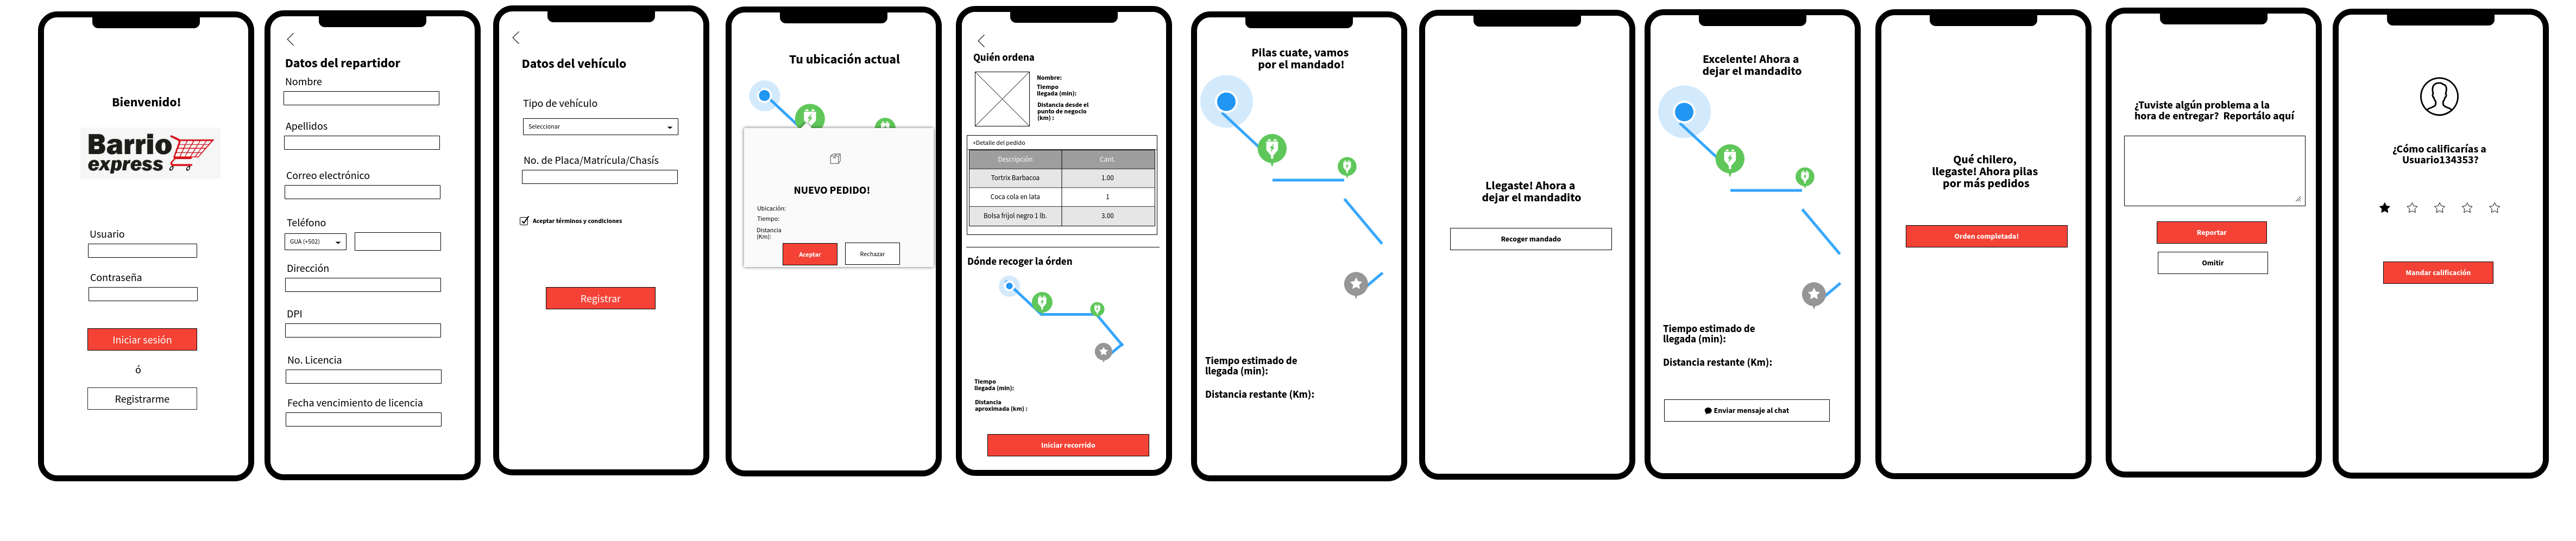 Bienvenido!
Barrio
express
Usuario
Contraseña
Iniciar sesión
ó
Registrarme
Datos del repartidor
Nombre
Apellidos
Correo electrónico
Teléfono
GUA (+502)
Dirección
DPI
No. Licencia
Fecha vencimiento de licencia
Datos del vehículo
Tipo de vehículo
Seleccionar
No. de Placa/Matrícula/Chasís
Aceptar términos y condiciones
Registrar
Tu ubicación actual
NUEVO PEDIDO!
Ubicación:
Tiempo:
Distancia
(Km):
Aceptar
Rechazar
Quién ordena
Nombre:
Tiempo
llegada (min):
Distancia desde el
punto de negocio
(km) :
+Detalle del pedido
Descripción Cant.
Tortrix Barbacoa 1.00
Coca cola en lata 1
Bolsa frijol negro 1 lb. 3.00
Dónde recoger la órden
Tiempo
llegada (min):
Distancia
aproximada (km) :
Iniciar recorrido
Pilas cuate, vamos
por el mandado!
Tiempo estimado de
llegada (min):
Distancia restante (Km):
Llegaste! Ahora a
dejar el mandadito
Recoger mandado
Excelente! Ahora a
dejar el mandadito
Tiempo estimado de
llegada (min):
Distancia restante (Km):
Enviar mensaje al chat
Qué chilero,
llegaste! Ahora pilas
por más pedidos
Orden completada!
¿Tuviste algún problema a la
hora de entregar? Reportálo aquí
Reportar
Omitir
¿Cómo calificarías a
Usuario134353?
Mandar calificación